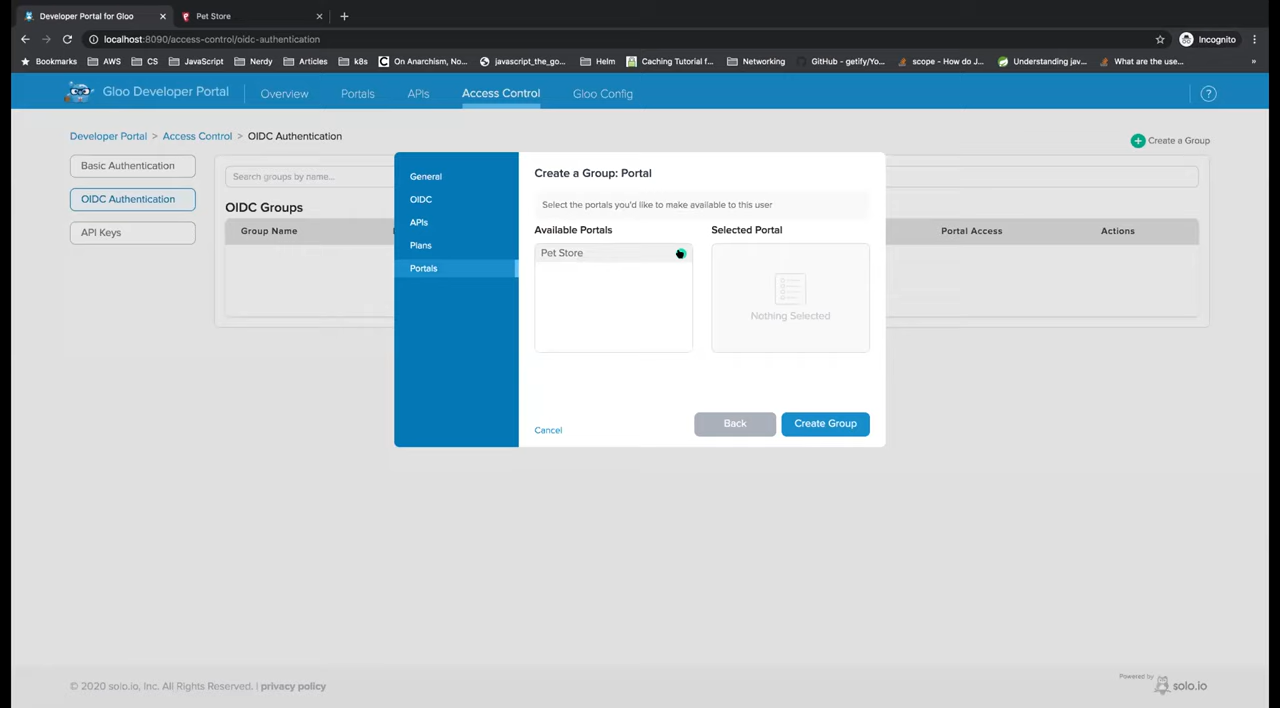 Developer Portal for Gloo
Pet Store
localhost:8090/access-control/oidc-authentication
Incognito
Bookmarks
AWS
CS
JavaScript
Nerdy
Articles
k8s
On Anarchism, No...
javascript_the_go...
Helm
Caching Tutorial f...
Networking
GitHub - getify/Yo...
scope - How do J...
Understanding jav...
What are the use...
»
Gloo Developer Portal
Overview
Portals
APIs
Access Control
Gloo Config
?
Developer Portal > Access Control > OIDC Authentication
Create a Group
Basic Authentication
OIDC Authentication
API Keys
Search groups by name...
OIDC Groups
Group Name
Portal Access
Actions
General
OIDC
APIs
Plans
Portals
Create a Group: Portal
Select the portals you'd like to make available to this user
Available Portals
Selected Portal
Pet Store
Nothing Selected
Cancel
Back
Create Group
© 2020 solo.io, Inc. All Rights Reserved. | privacy policy
Powered by
solo.io